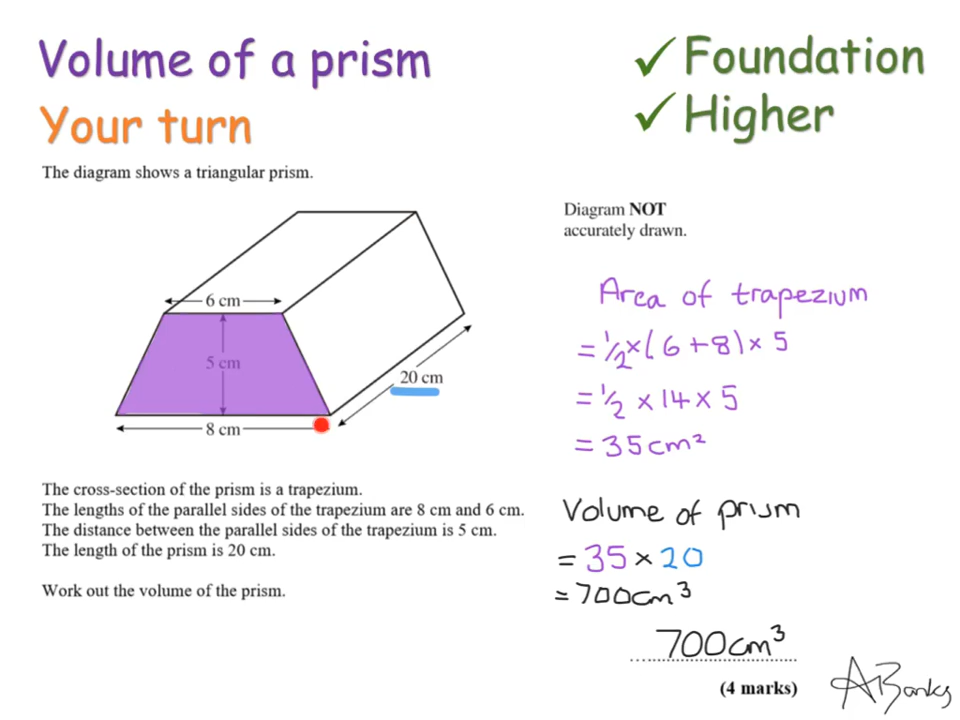 Volume of a prism
Your turn
✓ Foundation
✓ Higher
The diagram shows a triangular prism.
Diagram NOT
accurately drawn.
6 cm
5 cm
20 cm
8 cm
Area of trapezium
= 1/2 × (6 + 8) × 5
= 1/2 × 14 × 5
= 35cm²
The cross-section of the prism is a trapezium.
The lengths of the parallel sides of the trapezium are 8 cm and 6 cm.
The distance between the parallel sides of the trapezium is 5 cm.
The length of the prism is 20 cm.
Work out the volume of the prism.
Volume of prism
= 35 × 20
= 700cm³
700cm³
(4 marks)
ABanks